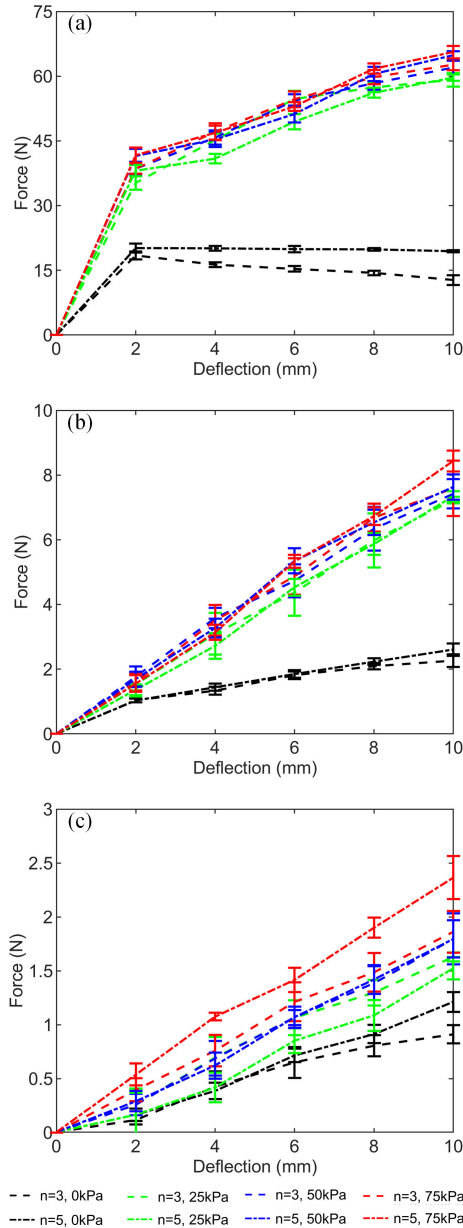 (a)
75
60
45
30
15
0
Force (N)
0 2 4 6 8 10
Deflection (mm)
(b)
10
8
6
4
2
0
Force (N)
0 2 4 6 8 10
Deflection (mm)
(c)
3
2.5
2
1.5
1
0.5
0
Force (N)
0 2 4 6 8 10
Deflection (mm)
n=3, 0kPa n=3, 25kPa n=3, 50kPa n=3, 75kPa
n=5, 0kPa n=5, 25kPa n=5, 50kPa n=5, 75kPa